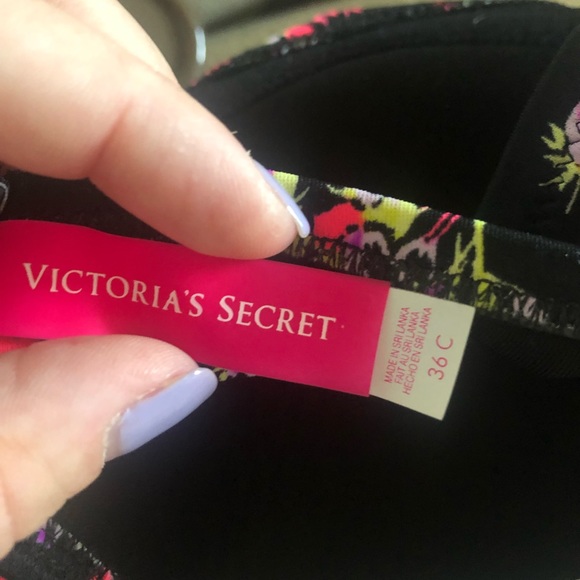 VICTORIA'S SECRET
MADE IN SRI LANKA
FAIT AU SRI LANKA
HECHO EN SRI LANKA
36 C